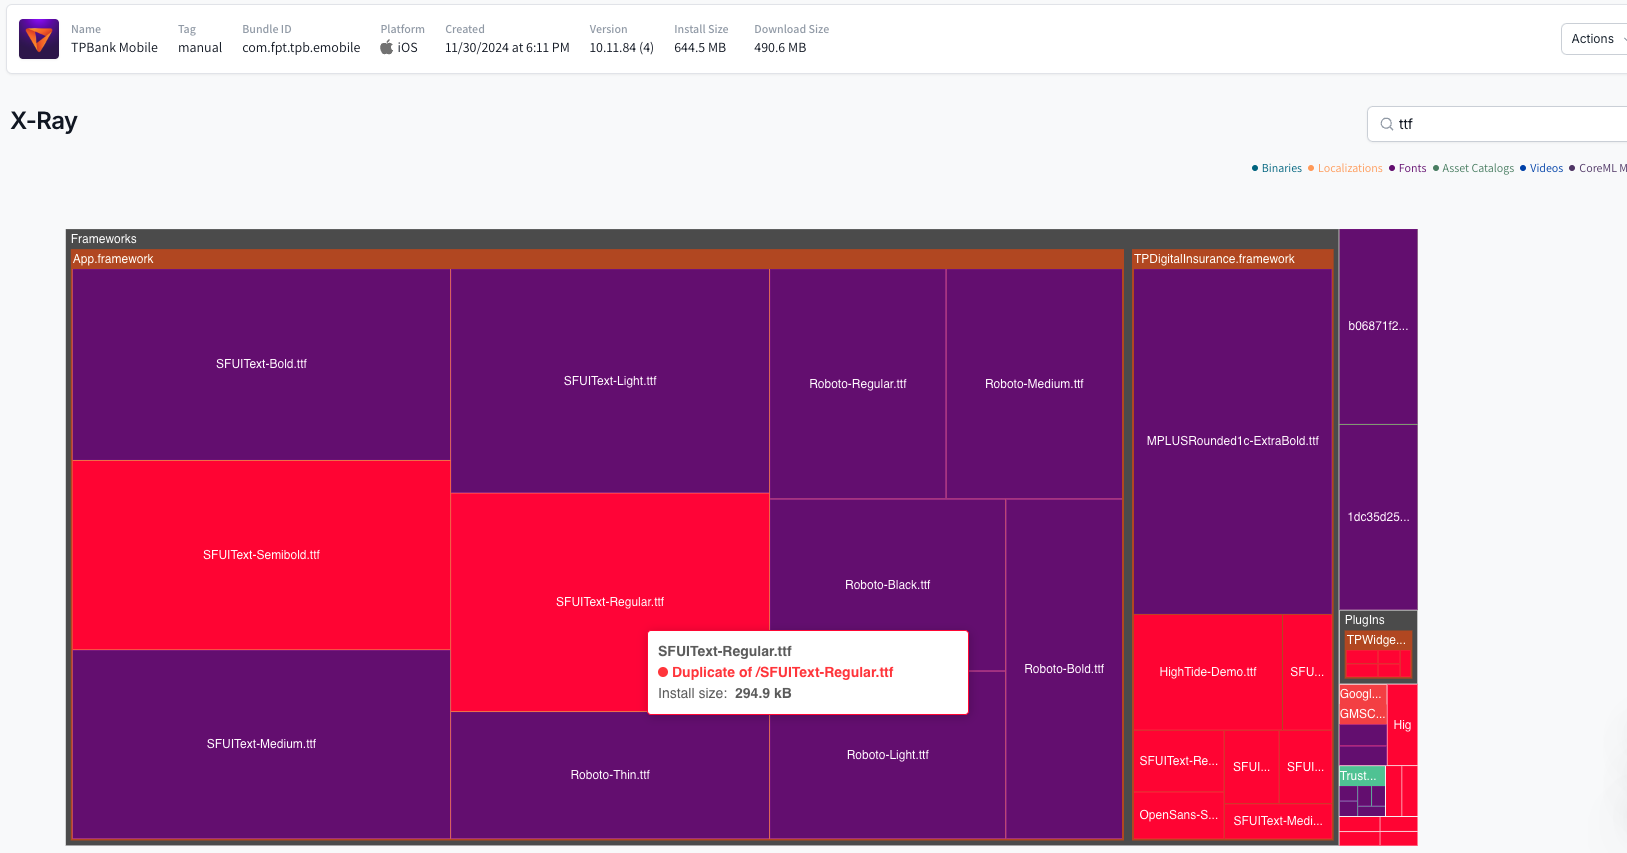 Name
TPBank Mobile
Tag
manual
Bundle ID
com.fpt.tpb.emobile
Platform
iOS
Created
11/30/2024 at 6:11 PM
Version
10.11.84 (4)
Install Size
644.5 MB
Download Size
490.6 MB
Actions
X-Ray
ttf
Binaries
Localizations
Fonts
Asset Catalogs
Videos
CoreML M
Frameworks
App.framework
SFUIText-Bold.ttf
SFUIText-Semibold.ttf
SFUIText-Medium.ttf
SFUIText-Light.ttf
SFUIText-Regular.ttf
Roboto-Thin.ttf
Roboto-Regular.ttf
Roboto-Medium.ttf
Roboto-Black.ttf
Roboto-Light.ttf
Roboto-Bold.ttf
SFUIText-Regular.ttf
Duplicate of /SFUIText-Regular.ttf
Install size: 294.9 kB
TPDigitalInsurance.framework
MPLUSRounded1c-ExtraBold.ttf
HighTide-Demo.ttf
SFU...
SFUIText-Re...
SFUI...
SFUI...
OpenSans-S...
SFUIText-Medi...
b06871f2...
1dc35d25...
PlugIns
TPWidge...
Googl...
GMSC...
Hig
Trust...